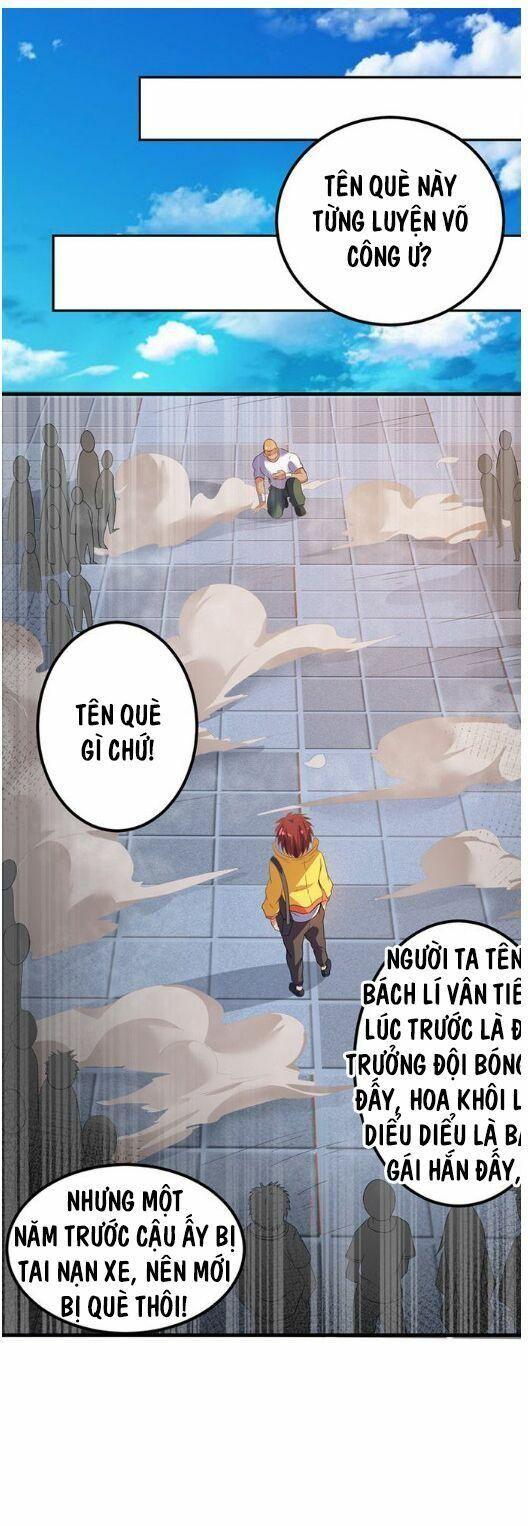 TÊN QUÈ NÀY
TỪNG LUYỆN VÕ
CÔNG Ư?
TÊN QUÈ
GÌ CHỨ!
NGƯỜI TA TÊN
BÁCH LÍ VÂN
LÚC TRƯỚC LÀ
TRƯỞNG ĐỘI BÓNG
ĐẤY, HOA KHÔI
DIỂU DIỂU LÀ
GÁI HẮN ĐẤY,
NHƯNG MỘT
NĂM TRƯỚC CẬU ẤY BỊ
TAI NẠN XE, NÊN MỚI
BỊ QUÈ THÔI!